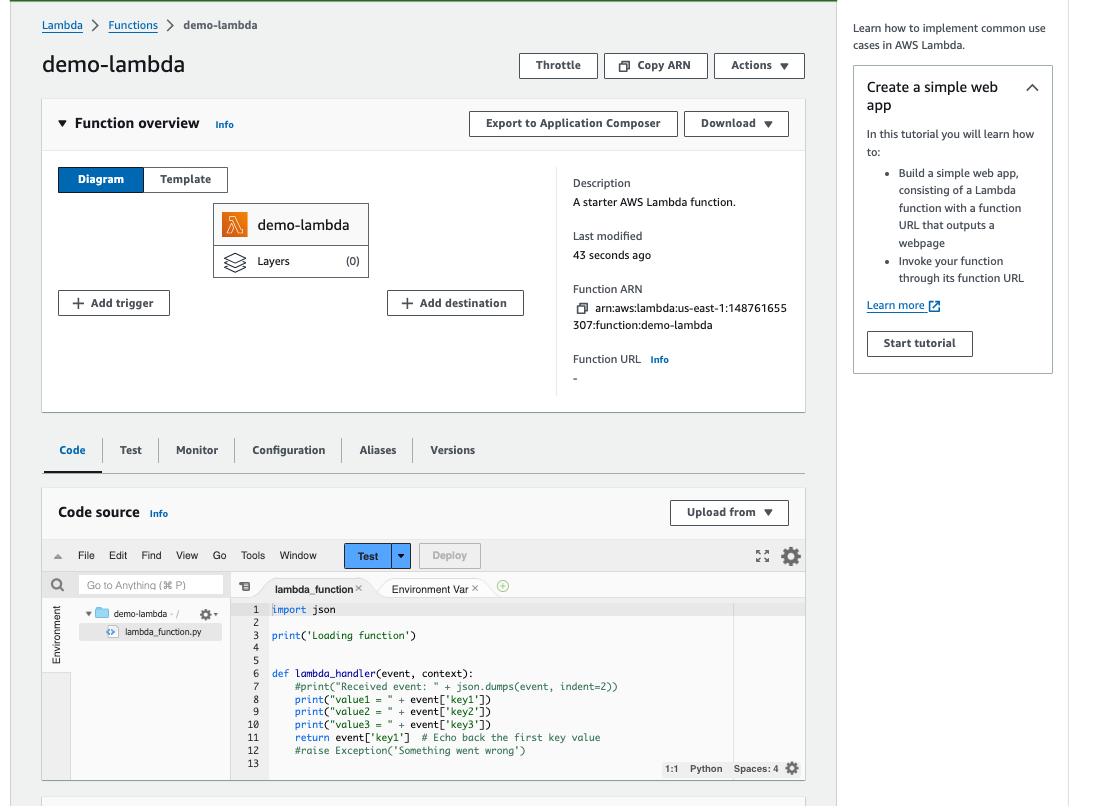 Lambda > Functions > demo-lambda
demo-lambda
Throttle
Copy ARN
Actions
Function overview Info
Export to Application Composer
Download
Diagram
Template
demo-lambda
Layers (0)
+ Add trigger
+ Add destination
Description
A starter AWS Lambda function.
Last modified
43 seconds ago
Function ARN
arn:aws:lambda:us-east-1:148761655
307:function:demo-lambda
Function URL Info
-
Code
Test
Monitor
Configuration
Aliases
Versions
Code source Info
Upload from
File Edit Find View Go Tools Window
Test
Deploy
Go to Anything (⌘ P)
lambda_function ×
Environment Var ×
Environment
demo-lambda - /
lambda_function.py
1 import json
2
3 print('Loading function')
4
5
6 def lambda_handler(event, context):
7 #print("Received event: " + json.dumps(event, indent=2))
8 print("value1 = " + event['key1'])
9 print("value2 = " + event['key2'])
10 print("value3 = " + event['key3'])
11 return event['key1']  # Echo back the first key value
12 #raise Exception('Something went wrong')
13
1:1 Python Spaces: 4
Learn how to implement common use
cases in AWS Lambda.
Create a simple web
app
In this tutorial you will learn how
to:
• Build a simple web app,
consisting of a Lambda
function with a function
URL that outputs a
webpage
• Invoke your function
through its function URL
Learn more
Start tutorial